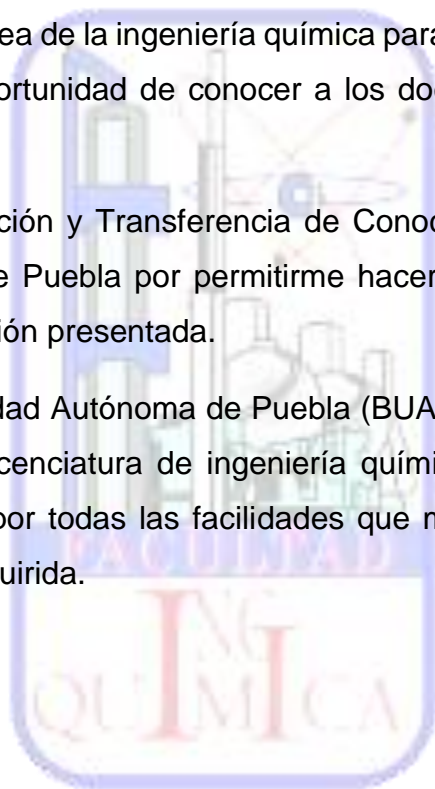 ea de la ingeniería química para
ortunidad de conocer a los doc
ción y Transferencia de Conoc
e Puebla por permitirme hacer
ión presentada.
dad Autónoma de Puebla (BUA
icenciatura de ingeniería quími
por todas las facilidades que m
FACULTAD
uirida.
ING
QUÍMICA